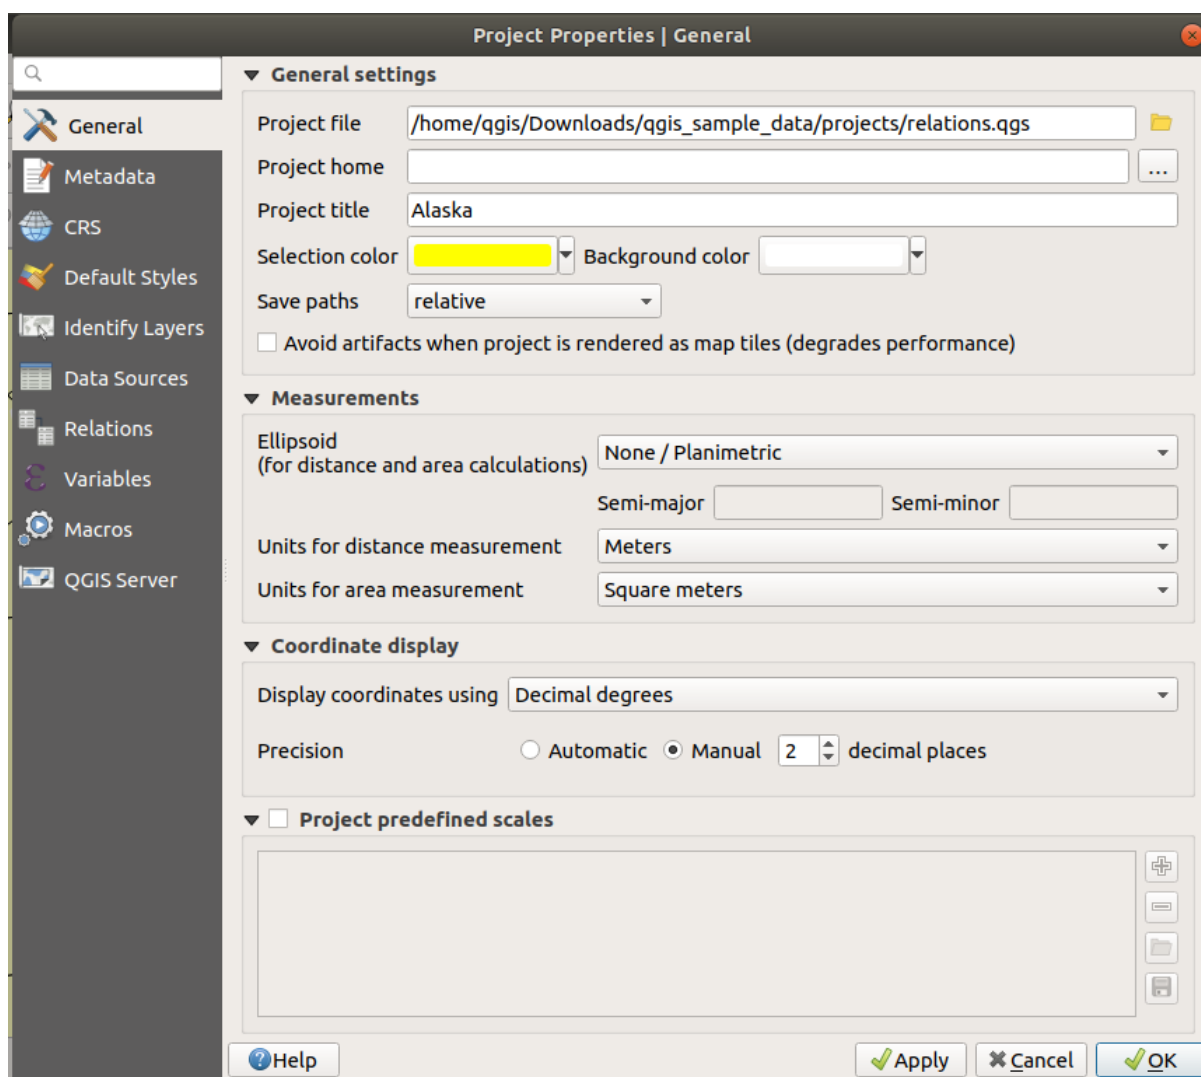 Project Properties | General
General
Metadata
CRS
Default Styles
Identify Layers
Data Sources
Relations
Variables
Macros
QGIS Server
General settings
Project file /home/qgis/Downloads/qgis_sample_data/projects/relations.qgs
Project home ...
Project title Alaska
Selection color Background color
Save paths relative
Avoid artifacts when project is rendered as map tiles (degrades performance)
Measurements
Ellipsoid
(for distance and area calculations) None / Planimetric
Semi-major Semi-minor
Units for distance measurement Meters
Units for area measurement Square meters
Coordinate display
Display coordinates using Decimal degrees
Precision Automatic Manual 2 decimal places
Project predefined scales
Help Apply Cancel OK